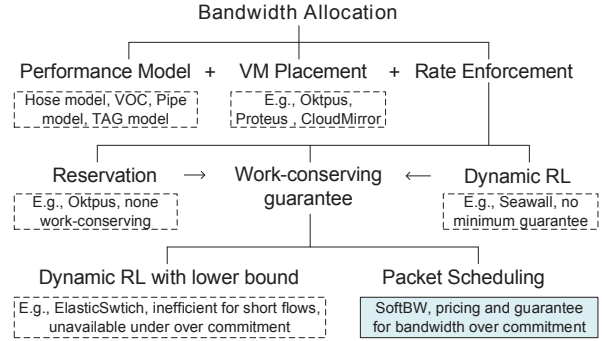 Bandwidth Allocation
Performance Model + VM Placement + Rate Enforcement
Hose model, VOC, Pipe
model, TAG model
E.g., Oktpus,
Proteus , CloudMirror
Reservation → Work-conserving
guarantee ← Dynamic RL
E.g., Oktpus, none
work-conserving
E.g., Seawall, no
minimum guarantee
Dynamic RL with lower bound
E.g., ElasticSwtich, inefficient for short flows,
unavailable under over commitment
Packet Scheduling
SoftBW, pricing and guarantee
for bandwidth over commitment